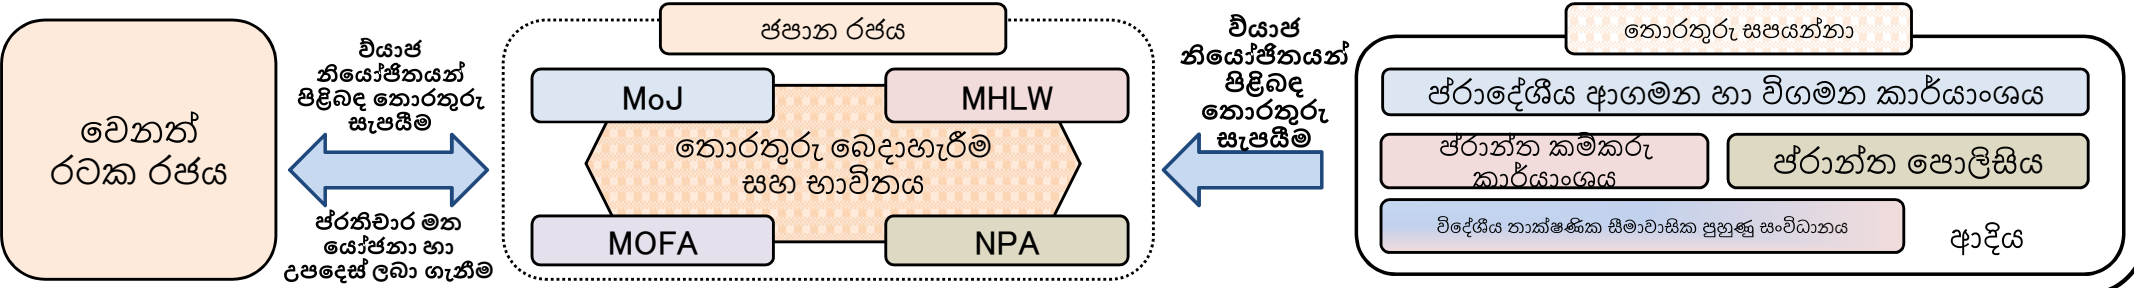 වෙනත්
රටක රජය
ව්යාජ
නියෝජිතයන්
පිළිබඳ තොරතුරු
සැපයීම
ප්රතිචාර මත
යෝජනා හා
උපදෙස් ලබා ගැනීම
ජපාන රජය
MoJ
MHLW
තොරතුරු බෙදාහැරීම
සහ භාවිතය
MOFA
NPA
ව්යාජ
නියෝජිතයන්
පිළිබඳ
තොරතුරු
සැපයීම
තොරතුරු සපයන්නා
ප්රාදේශීය ආගමන හා විගමන කාර්යාංශය
ප්රාන්ත කම්කරු
කාර්යාංශය
ප්රාන්ත පොලිසිය
විදේශීය තාක්ෂණික සීමාවාසික පුහුණු සංවිධානය
ආදිය